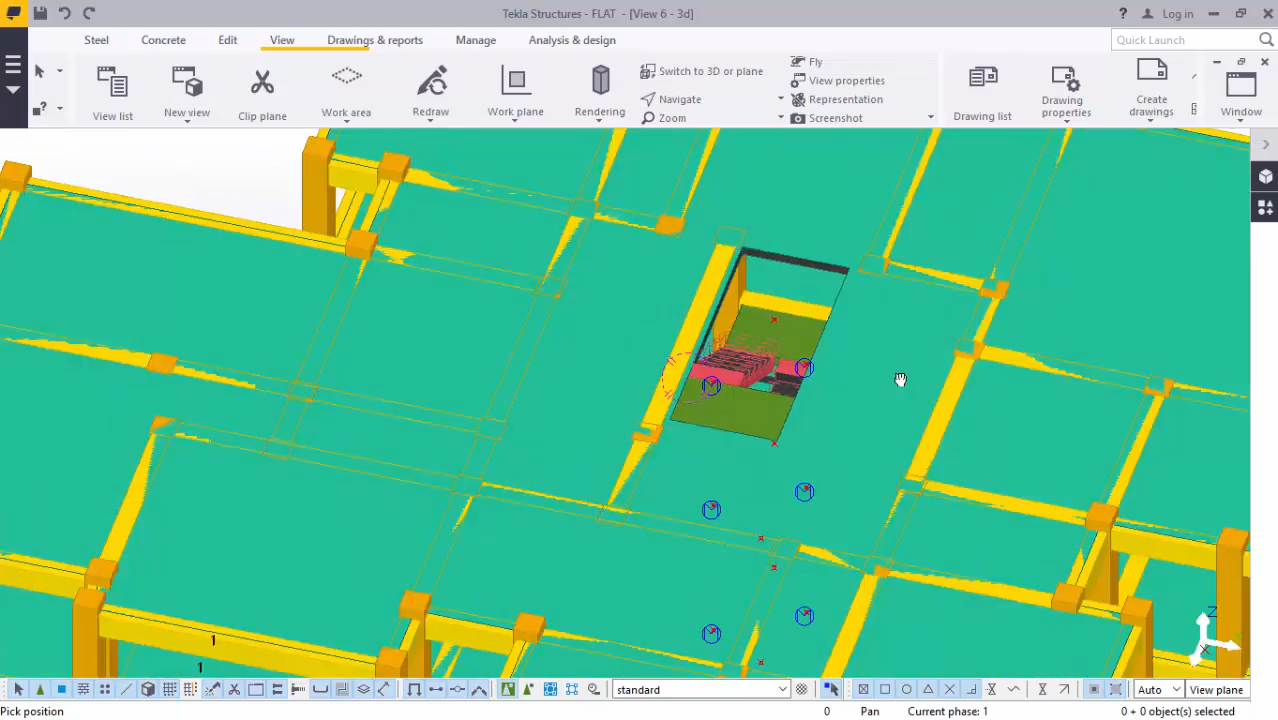 Tekla Structures - FLAT - [View 6 - 3d]
? Log in
Steel Concrete Edit View Drawings & reports Manage Analysis & design
Quick Launch
View list
New view
Clip plane
Work area
Redraw
Work plane
Rendering
Switch to 3D or plane
Navigate
Zoom
Fly
View properties
Representation
Screenshot
Drawing list
Drawing properties
Create drawings
Window
1
1
Z
standard
Auto
View plane
Pick position
0
Pan
Current phase: 1
0 + 0 object(s) selected